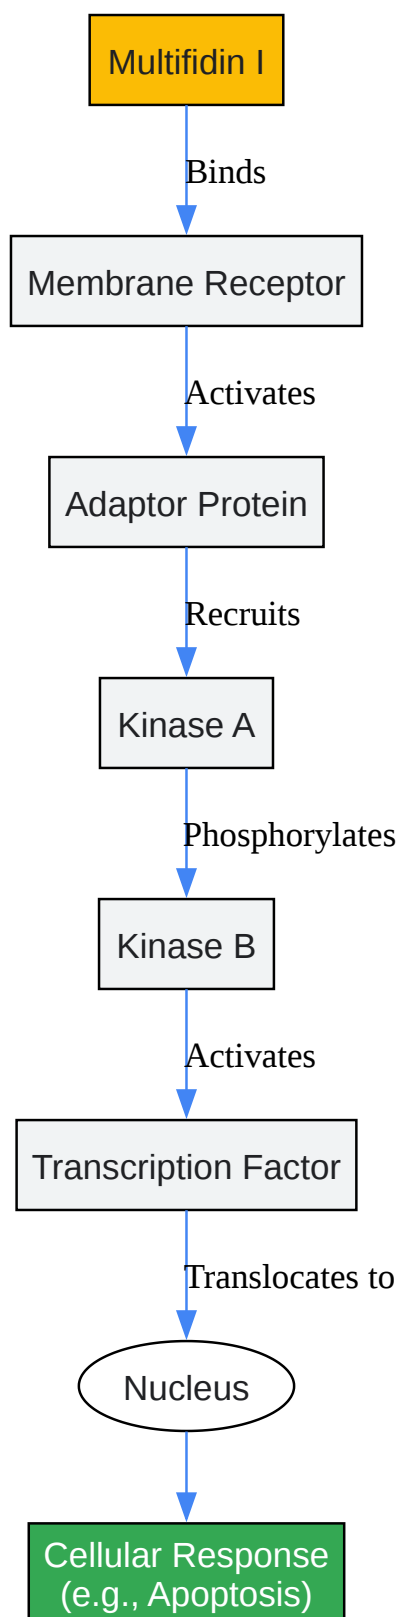 Multifidin I
Binds
Membrane Receptor
Activates
Adaptor Protein
Recruits
Kinase A
Phosphorylates
Kinase B
Activates
Transcription Factor
Translocates to
Nucleus
Cellular Response
(e.g., Apoptosis)